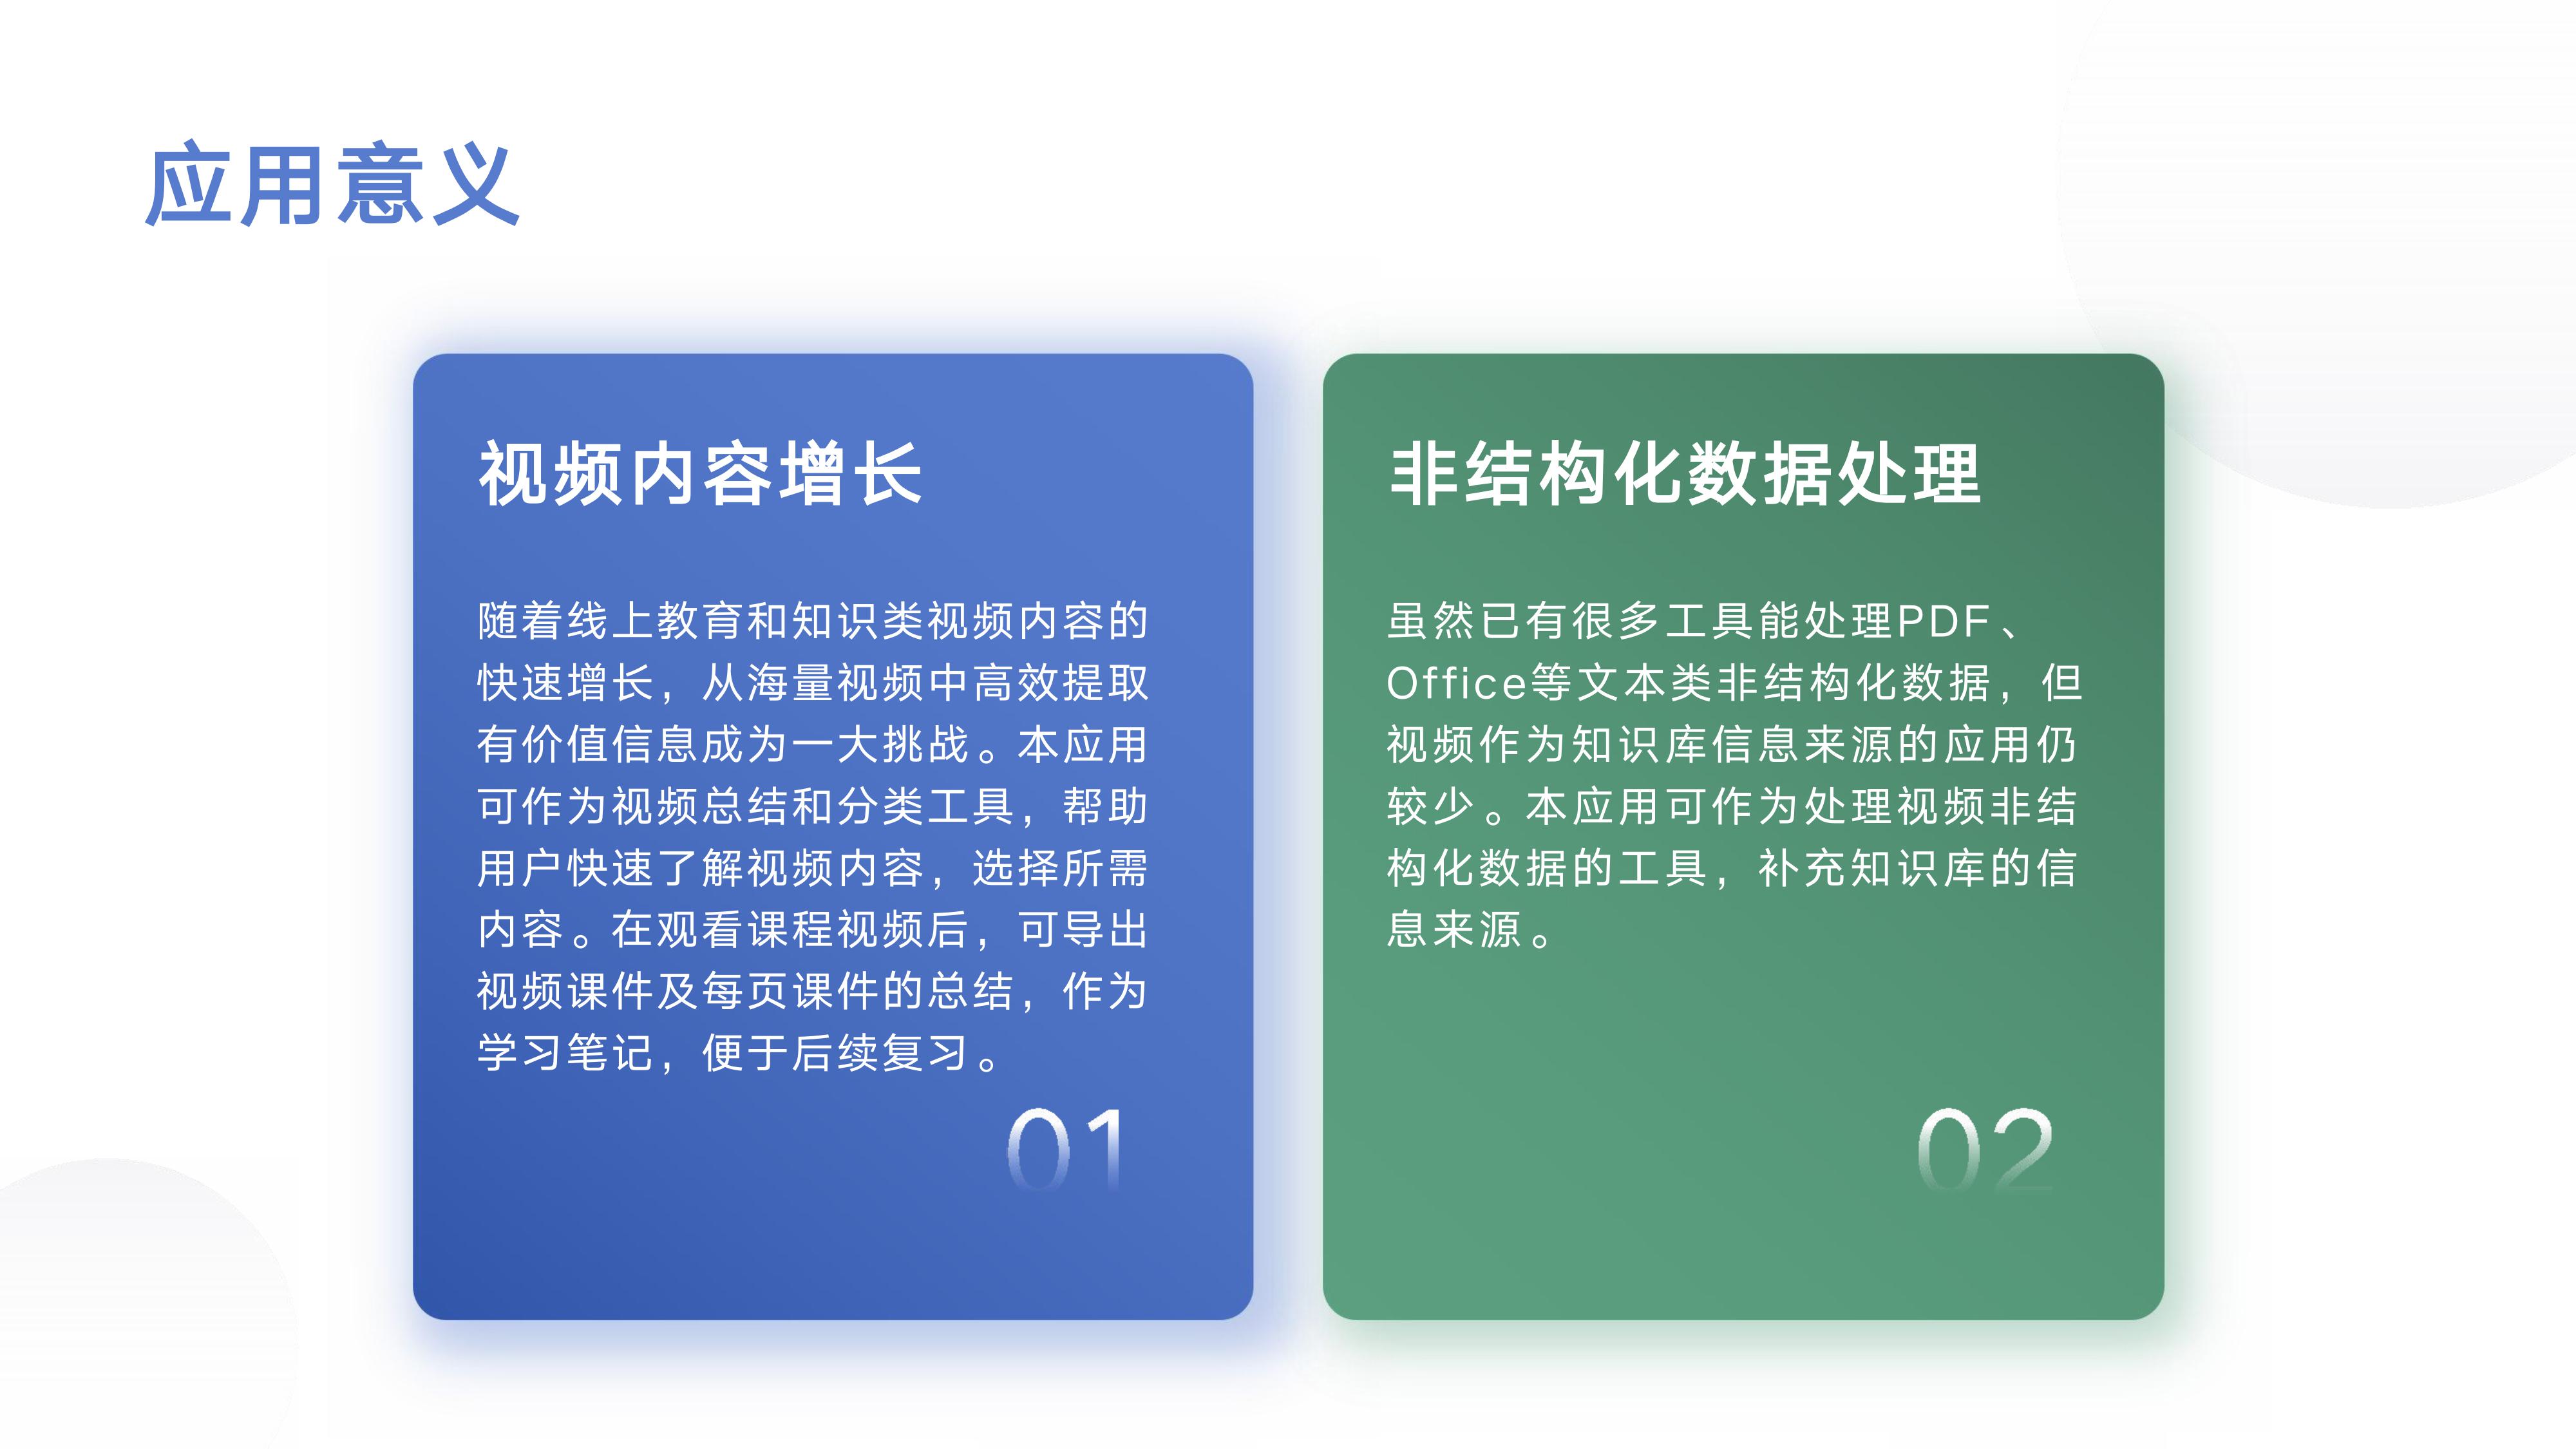 应用意义
视频内容增长
随着线上教育和知识类视频内容的
快速增长，从海量视频中高效提取
有价值信息成为一大挑战。本应用
可作为视频总结和分类工具，帮助
用户快速了解视频内容，选择所需
内容。在观看课程视频后，可导出
视频课件及每页课件的总结，作为
学习笔记，便于后续复习。
01
非结构化数据处理
虽然已有很多工具能处理PDF、
Office等文本类非结构化数据，但
视频作为知识库信息来源的应用仍
较少。本应用可作为处理视频非结
构化数据的工具，补充知识库的信
息来源。
02